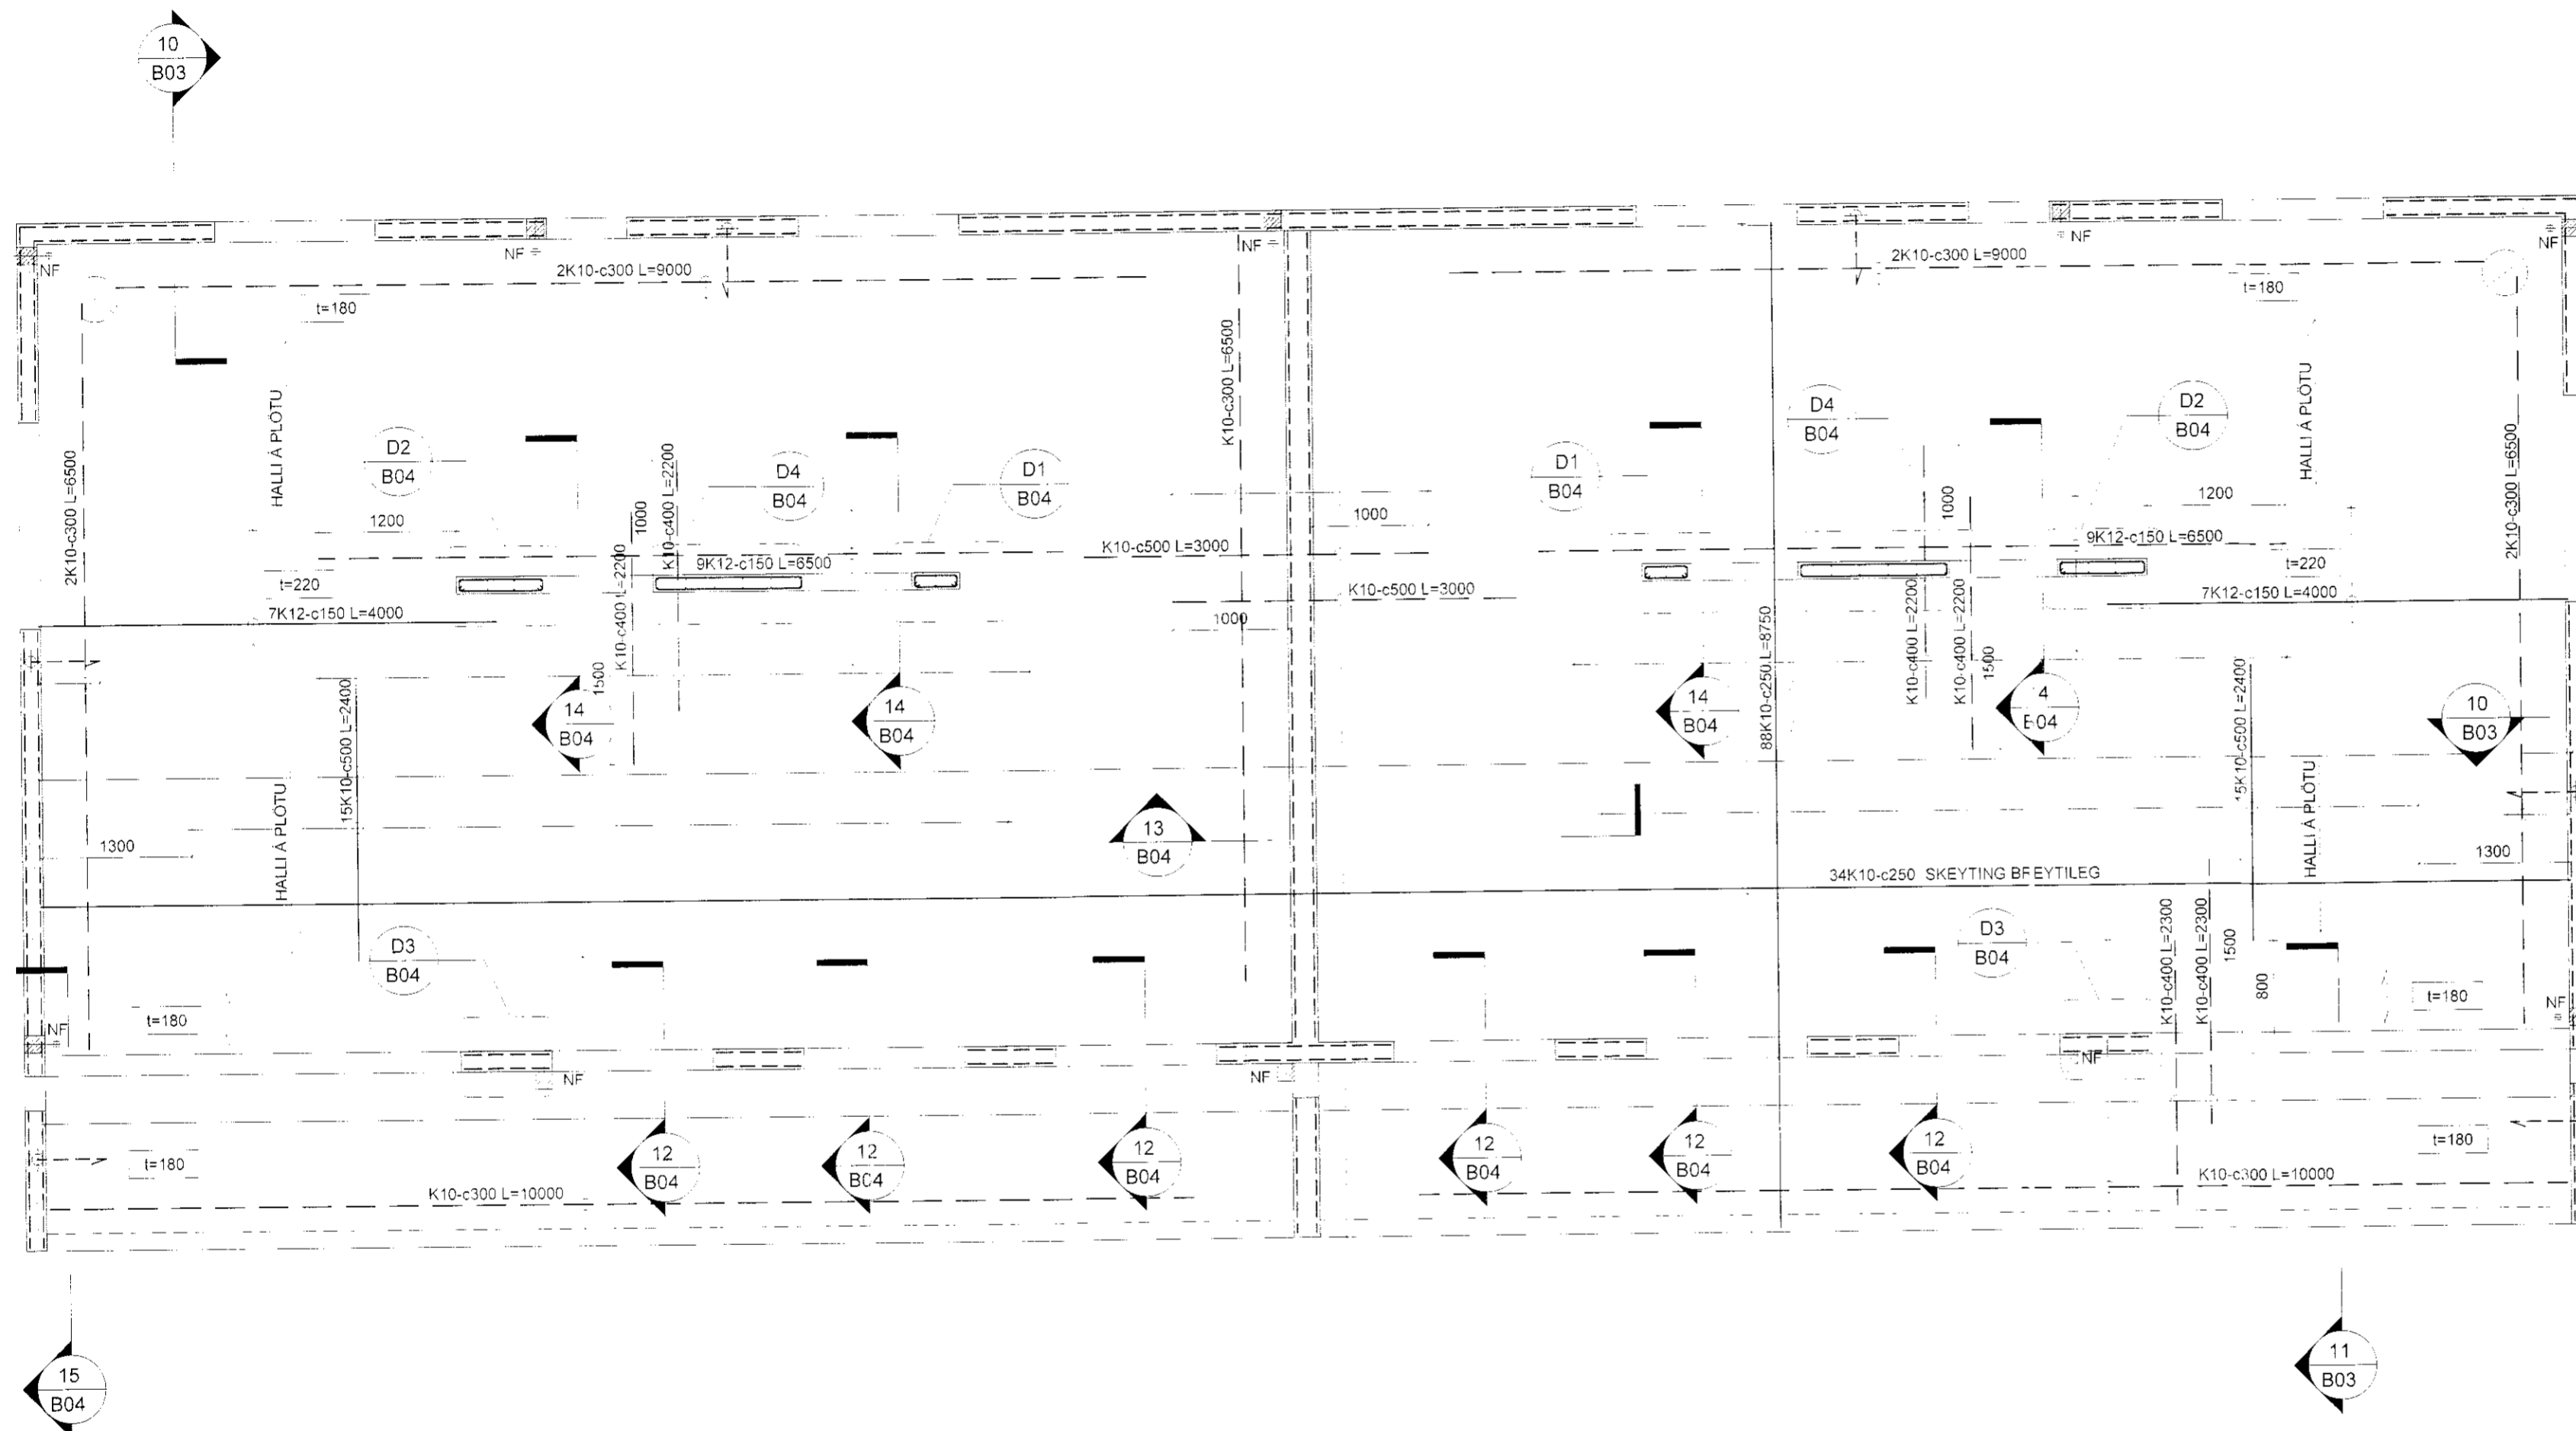 10
B03
NF
NF
NF
NF
NF
2K10-c300 L=9000
2K10-c300 L=9000
t=180
t=180
2K10-c300 L=6500
HALLI Á PLÖTU
K10-c300 L=6500
HALLI Á PLÖTU
2K10-c300 L=6500
D2
B04
D4
B04
D1
B04
D1
B04
D4
B04
D2
B04
1200
1000
K10-c400 L=2200
K10-c400 L=2200
1000
1000
1200
K10-c500 L=3000
9K12-c150 L=6500
9K12-c150 L=6500
t=220
t=220
K10-c500 L=3000
7K12-c150 L=4000
7K12-c150 L=4000
1000
K10-c400 L=2200
K10-c400 L=2200
1500
1500
88K10-c250 L=8750
15K10-c500 L=2400
15K10-c500 L=2400
14
B04
14
B04
14
B04
4
B04
10
B03
HALLI Á PLÖTU
HALLI Á PLÖTU
13
B04
1300
1300
34K10-c250 SKEYTING BREYTILEG
D3
B04
D3
B04
K10-c400 L=2300
K10-c400 L=2300
1500
800
t=180
t=180
NF
NF
NF
NF
NF
12
B04
12
B04
12
B04
12
B04
12
B04
12
B04
t=180
t=180
K10-c300 L=10000
K10-c300 L=10000
15
B04
11
B03